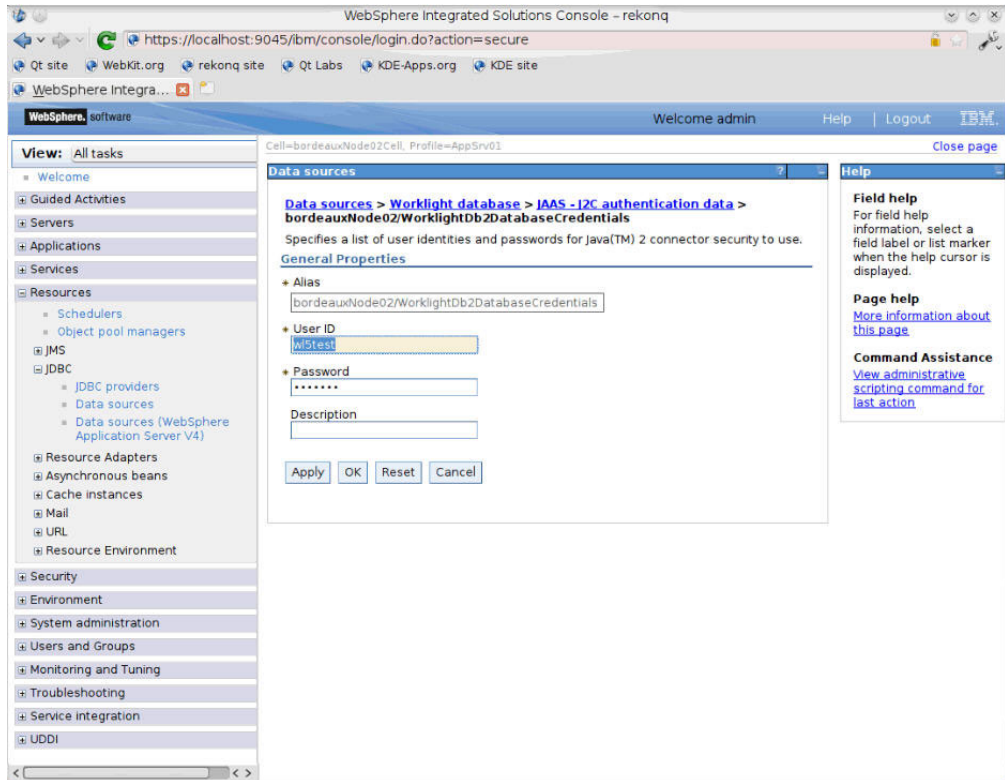 WebSphere Integrated Solutions Console – rekonq
https://localhost:9045/ibm/console/login.do?action=secure
Qt site WebKit.org rekonq site Qt Labs KDE-Apps.org KDE site
WebSphere Integra...
WebSphere. software Welcome admin Help | Logout IBM.
View: All tasks
Welcome
Guided Activities
Servers
Applications
Services
Resources
Schedulers
Object pool managers
JMS
JDBC
JDBC providers
Data sources
Data sources (WebSphere
Application Server V4)
Resource Adapters
Asynchronous beans
Cache instances
Mail
URL
Resource Environment
Security
Environment
System administration
Users and Groups
Monitoring and Tuning
Troubleshooting
Service integration
UDDI
Cell=bordeauxNode02Cell, Profile=AppSrv01
Close page
Data sources ? –
Data sources > Worklight database > JAAS - J2C authentication data >
bordeauxNode02/WorklightDb2DatabaseCredentials
Specifies a list of user identities and passwords for Java(TM) 2 connector security to use.
General Properties
* Alias
bordeauxNode02/WorklightDb2DatabaseCredentials
* User ID
wl5test
* Password
•••••••
Description
Apply OK Reset Cancel
Help –
Field help
For field help
information, select a
field label or list marker
when the help cursor is
displayed.
Page help
More information about
this page
Command Assistance
View administrative
scripting command for
last action